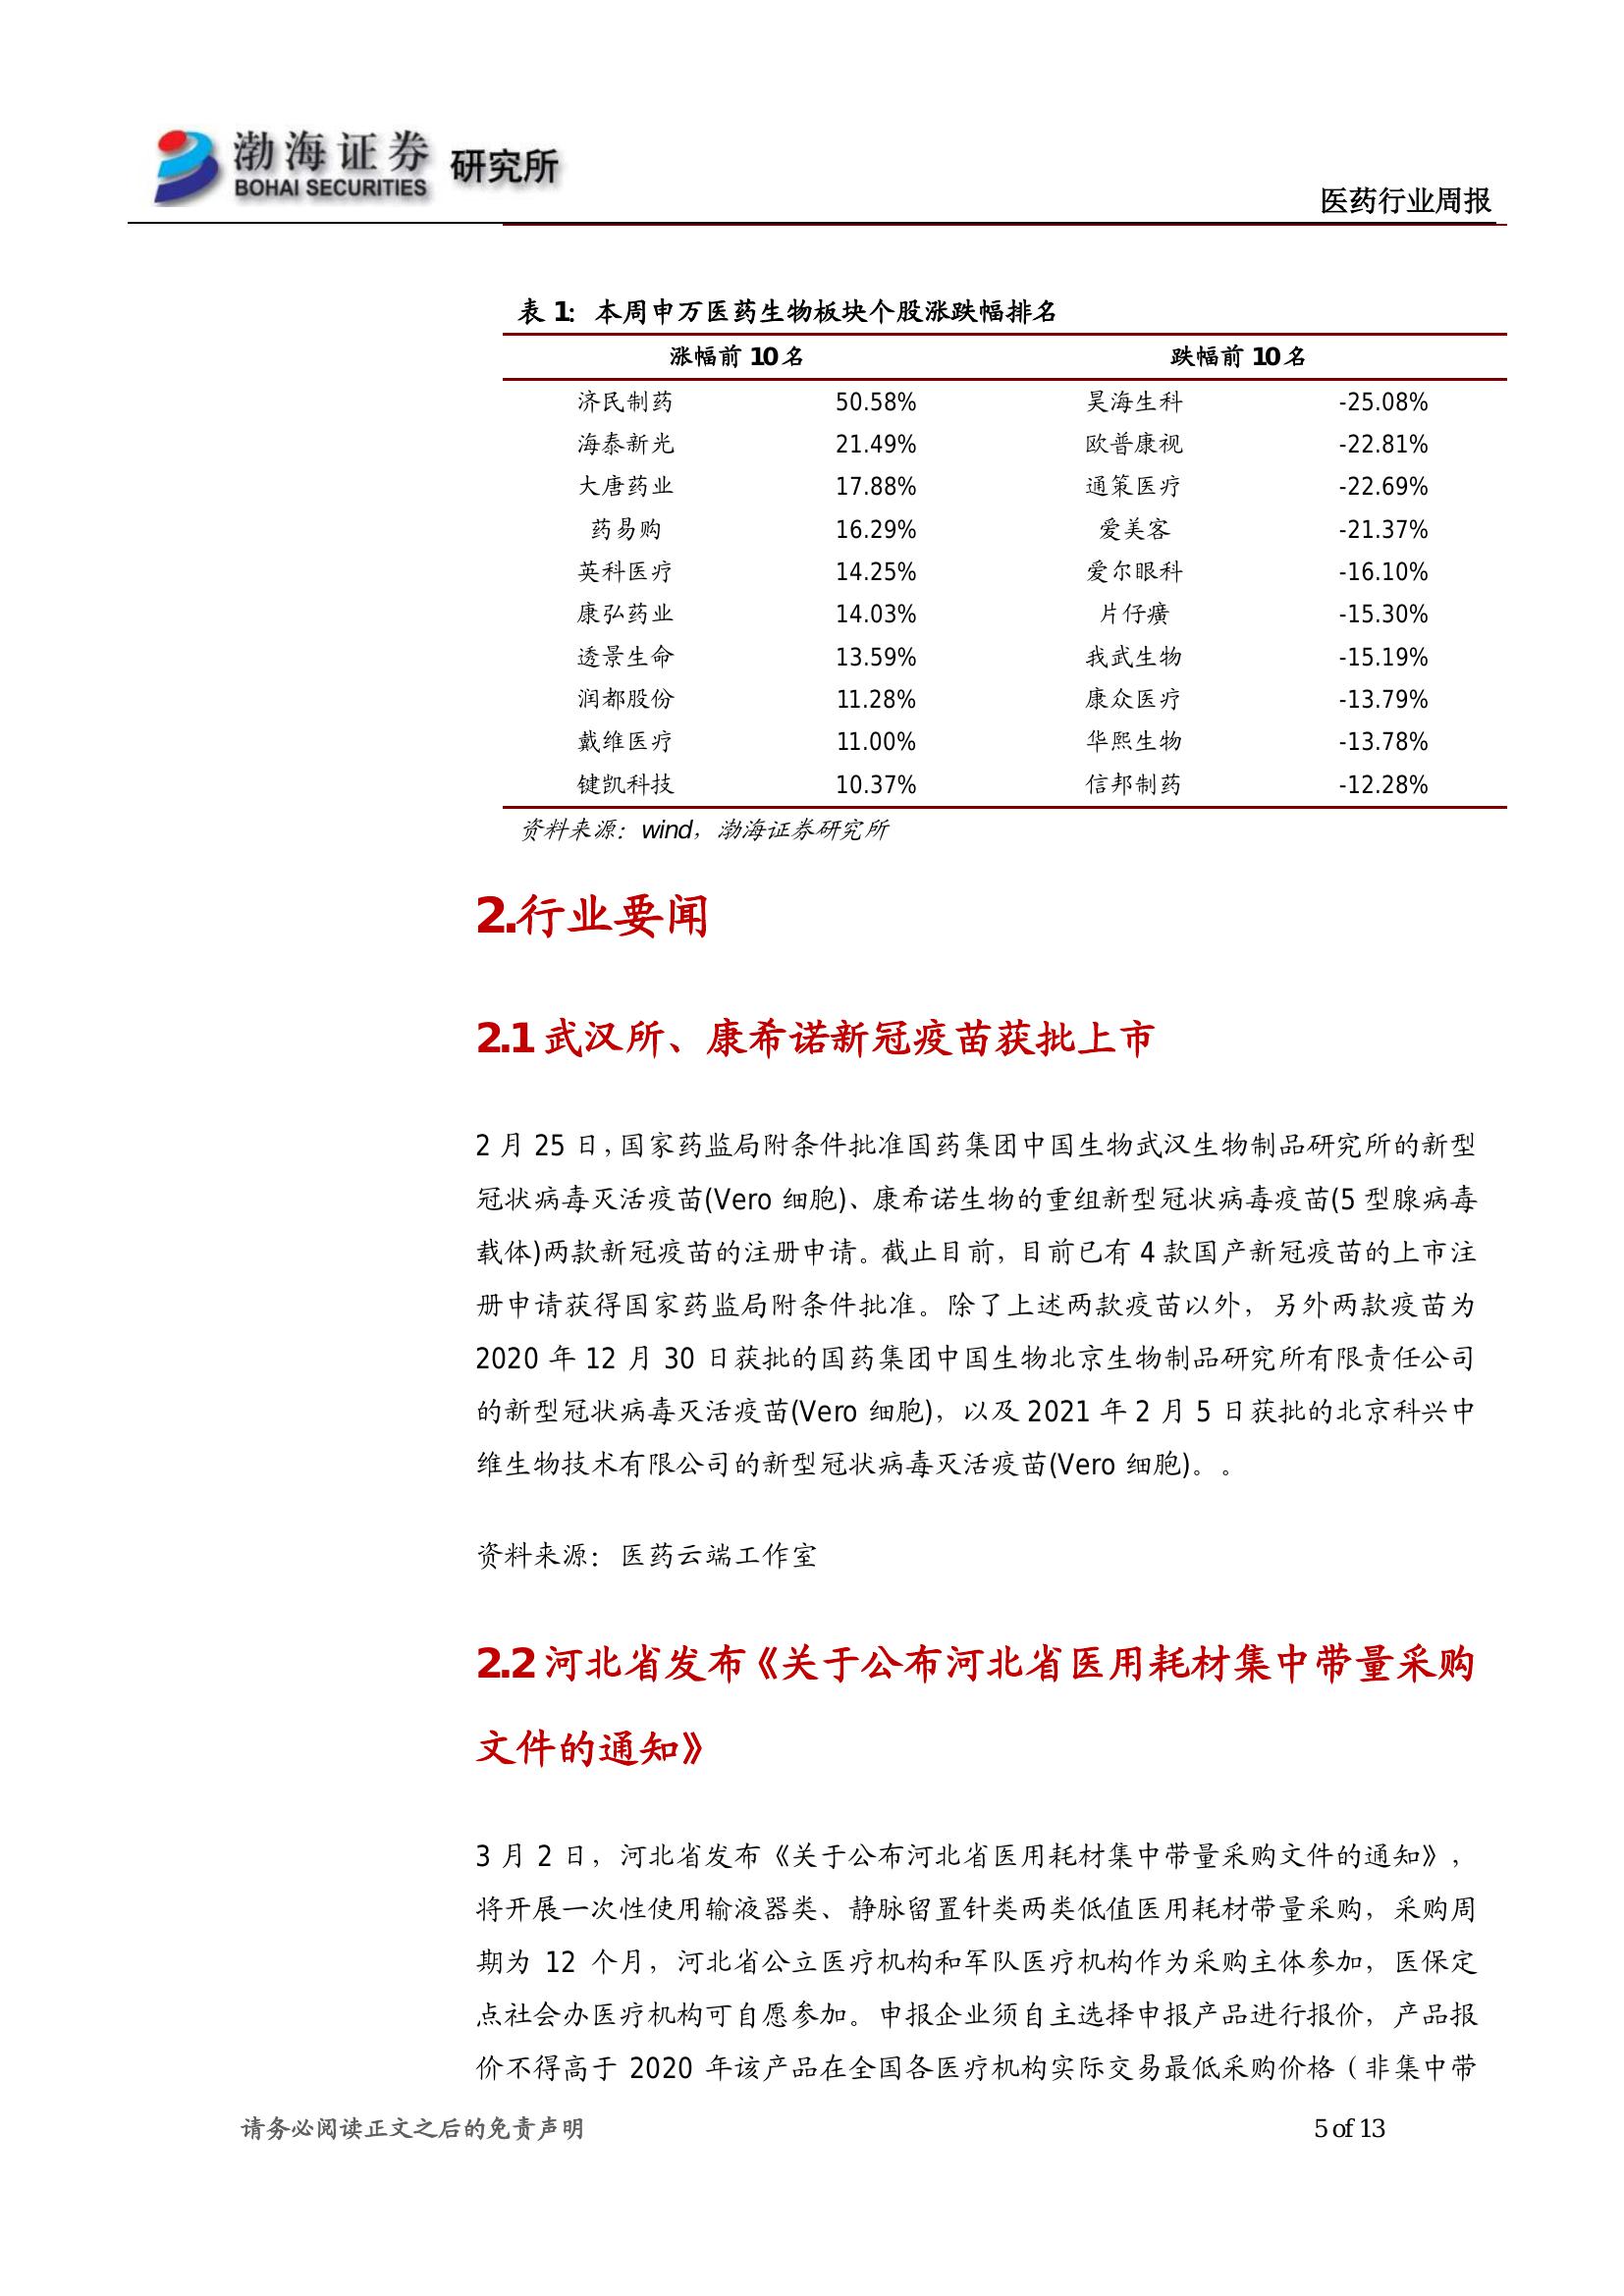 渤海证券 研究所
BOHAI SECURITIES
医药行业周报
表 1: 本周申万医药生物板块个股涨跌幅排名
涨幅前 10 名 跌幅前 10 名
济民制药 50.58% 昊海生科 -25.08%
海泰新光 21.49% 欧普康视 -22.81%
大唐药业 17.88% 通策医疗 -22.69%
药易购 16.29% 爱美客 -21.37%
英科医疗 14.25% 爱尔眼科 -16.10%
康弘药业 14.03% 片仔癀 -15.30%
透景生命 13.59% 我武生物 -15.19%
润都股份 11.28% 康众医疗 -13.79%
戴维医疗 11.00% 华熙生物 -13.78%
键凯科技 10.37% 信邦制药 -12.28%
资料来源：wind，渤海证券研究所
2.行业要闻
2.1 武汉所、康希诺新冠疫苗获批上市
2 月 25 日，国家药监局附条件批准国药集团中国生物武汉生物制品研究所的新型
冠状病毒灭活疫苗(Vero 细胞)、康希诺生物的重组新型冠状病毒疫苗(5 型腺病毒
载体)两款新冠疫苗的注册申请。截止目前，目前已有 4 款国产新冠疫苗的上市注
册申请获得国家药监局附条件批准。除了上述两款疫苗以外，另外两款疫苗为
2020 年 12 月 30 日获批的国药集团中国生物北京生物制品研究所有限责任公司
的新型冠状病毒灭活疫苗(Vero 细胞)，以及 2021 年 2 月 5 日获批的北京科兴中
维生物技术有限公司的新型冠状病毒灭活疫苗(Vero 细胞)。。
资料来源：医药云端工作室
2.2 河北省发布《关于公布河北省医用耗材集中带量采购
文件的通知》
3 月 2 日，河北省发布《关于公布河北省医用耗材集中带量采购文件的通知》，
将开展一次性使用输液器类、静脉留置针类两类低值医用耗材带量采购，采购周
期为 12 个月，河北省公立医疗机构和军队医疗机构作为采购主体参加，医保定
点社会办医疗机构可自愿参加。申报企业须自主选择申报产品进行报价，产品报
价不得高于 2020 年该产品在全国各医疗机构实际交易最低采购价格（非集中带
请务必阅读正文之后的免责声明 5 of 13